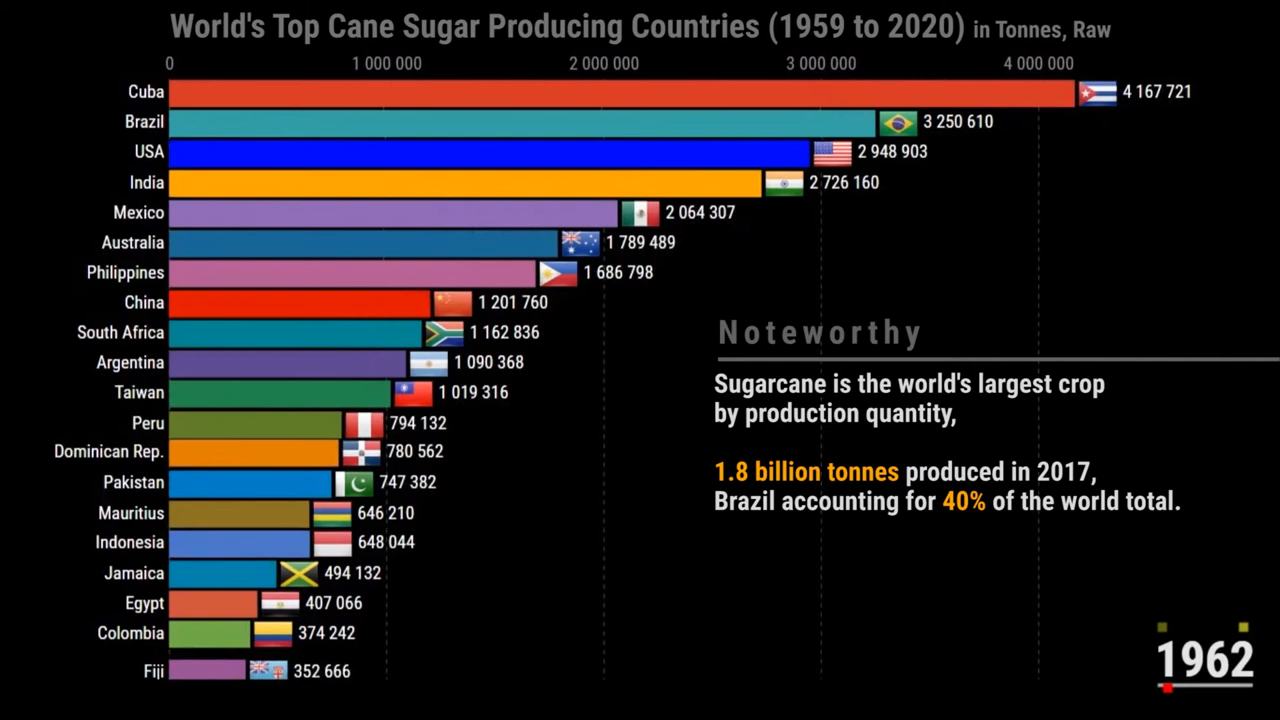 World's Top Cane Sugar Producing Countries (1959 to 2020) in Tonnes, Raw
0 1 000 000 2 000 000 3 000 000 4 000 000
Cuba 4 167 721
Brazil 3 250 610
USA 2 948 903
India 2 726 160
Mexico 2 064 307
Australia 1 789 489
Philippines 1 686 798
China 1 201 760
South Africa 1 162 836
Argentina 1 090 368
Taiwan 1 019 316
Peru 794 132
Dominican Rep. 780 562
Pakistan 747 382
Mauritius 646 210
Indonesia 648 044
Jamaica 494 132
Egypt 407 066
Colombia 374 242
Fiji 352 666
Noteworthy
Sugarcane is the world's largest crop
by production quantity,
1.8 billion tonnes produced in 2017,
Brazil accounting for 40% of the world total.
1962